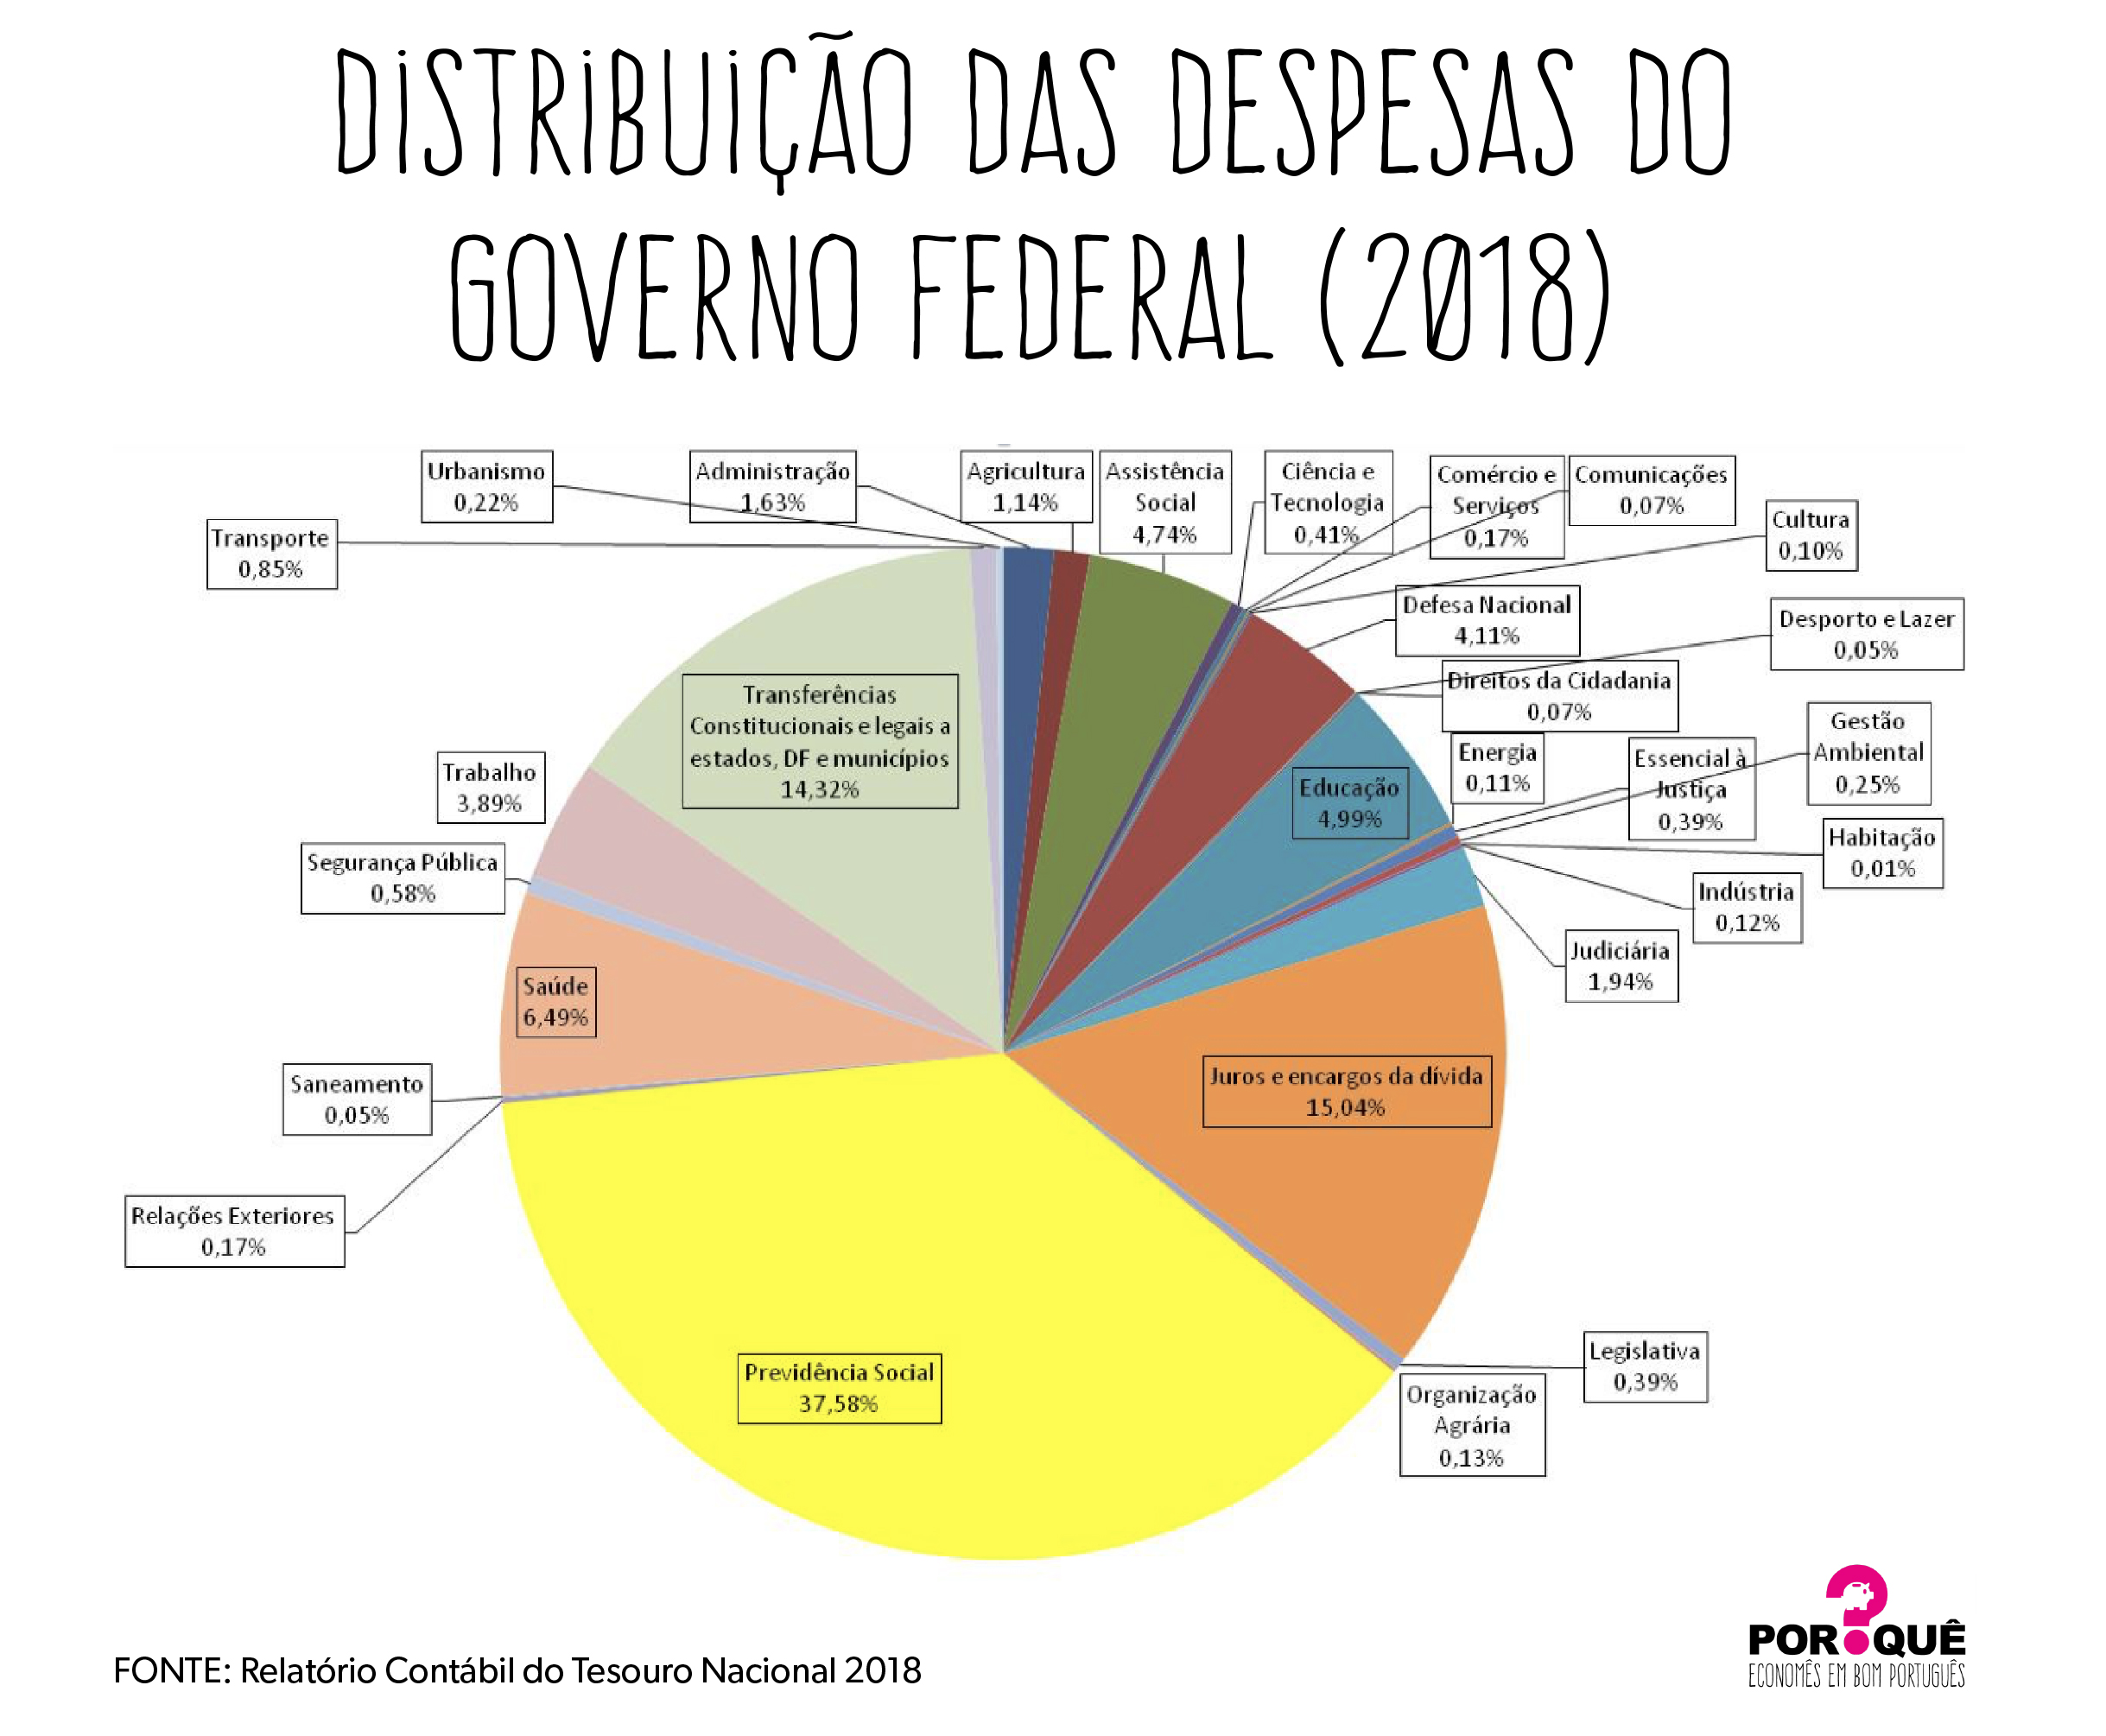 DISTRIBUIÇÃO DAS DESPESAS DO
GOVERNO FEDERAL (2018)
Urbanismo
0,22%
Administração
1,63%
Agricultura
1,14%
Assistência
Social
4,74%
Ciência e
Tecnologia
0,41%
Comércio e
Serviços
0,17%
Comunicações
0,07%
Cultura
0,10%
Transporte
0,85%
Defesa Nacional
4,11%
Desporto e Lazer
0,05%
Direitos da Cidadania
0,07%
Transferências
Constitucionais e legais a
estados, DF e municípios
14,32%
Gestão
Ambiental
0,25%
Energia
0,11%
Essencial à
Justiça
0,39%
Trabalho
3,89%
Educação
4,99%
Habitação
0,01%
Segurança Pública
0,58%
Indústria
0,12%
Judiciária
1,94%
Saúde
6,49%
Juros e encargos da dívida
15,04%
Saneamento
0,05%
Relações Exteriores
0,17%
Legislativa
0,39%
Previdência Social
37,58%
Organização
Agrária
0,13%
FONTE: Relatório Contábil do Tesouro Nacional 2018
POR?QUÊ
ECONOMÊS EM BOM PORTUGUÊS